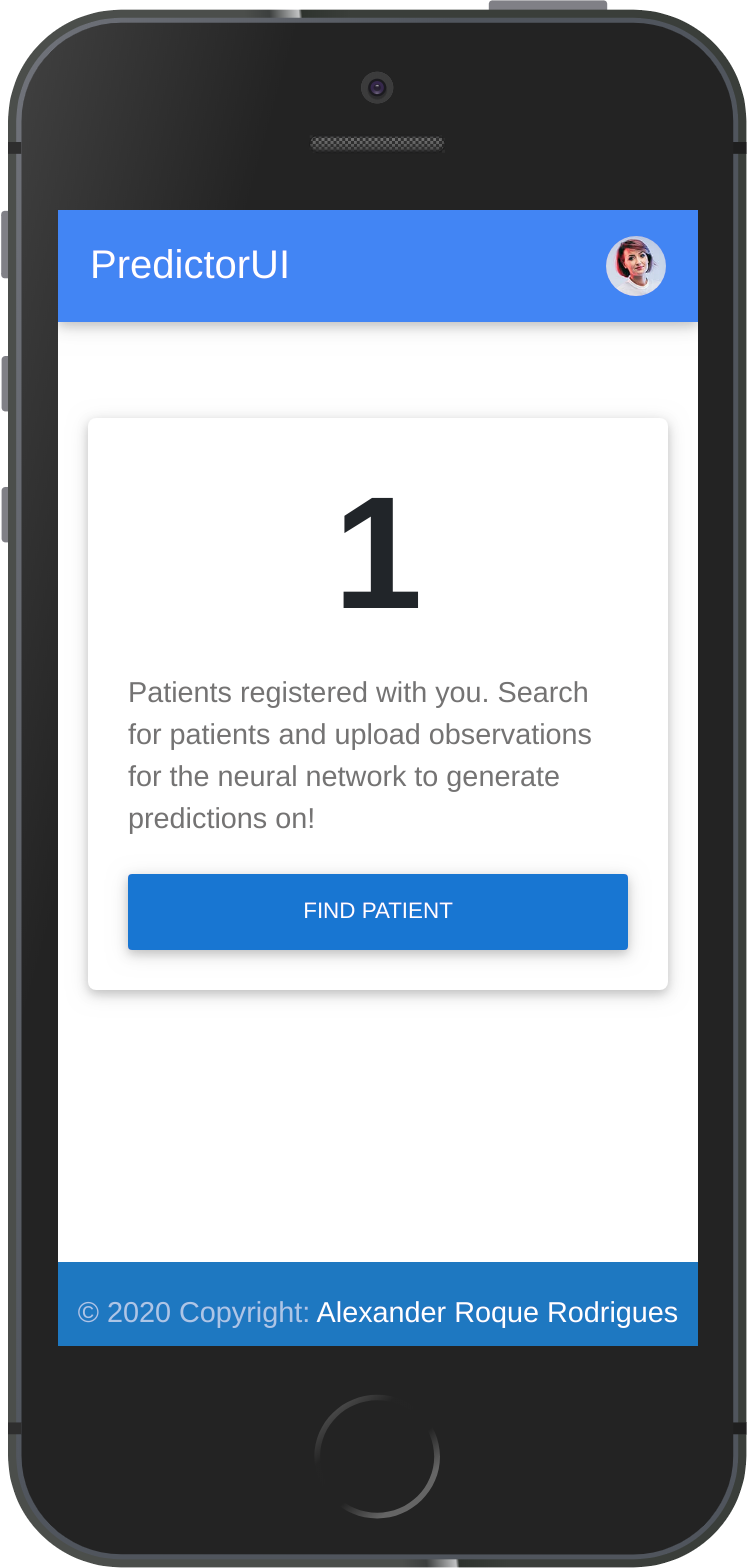 PredictorUI
1
Patients registered with you. Search
for patients and upload observations
for the neural network to generate
predictions on!
FIND PATIENT
© 2020 Copyright: Alexander Roque Rodrigues